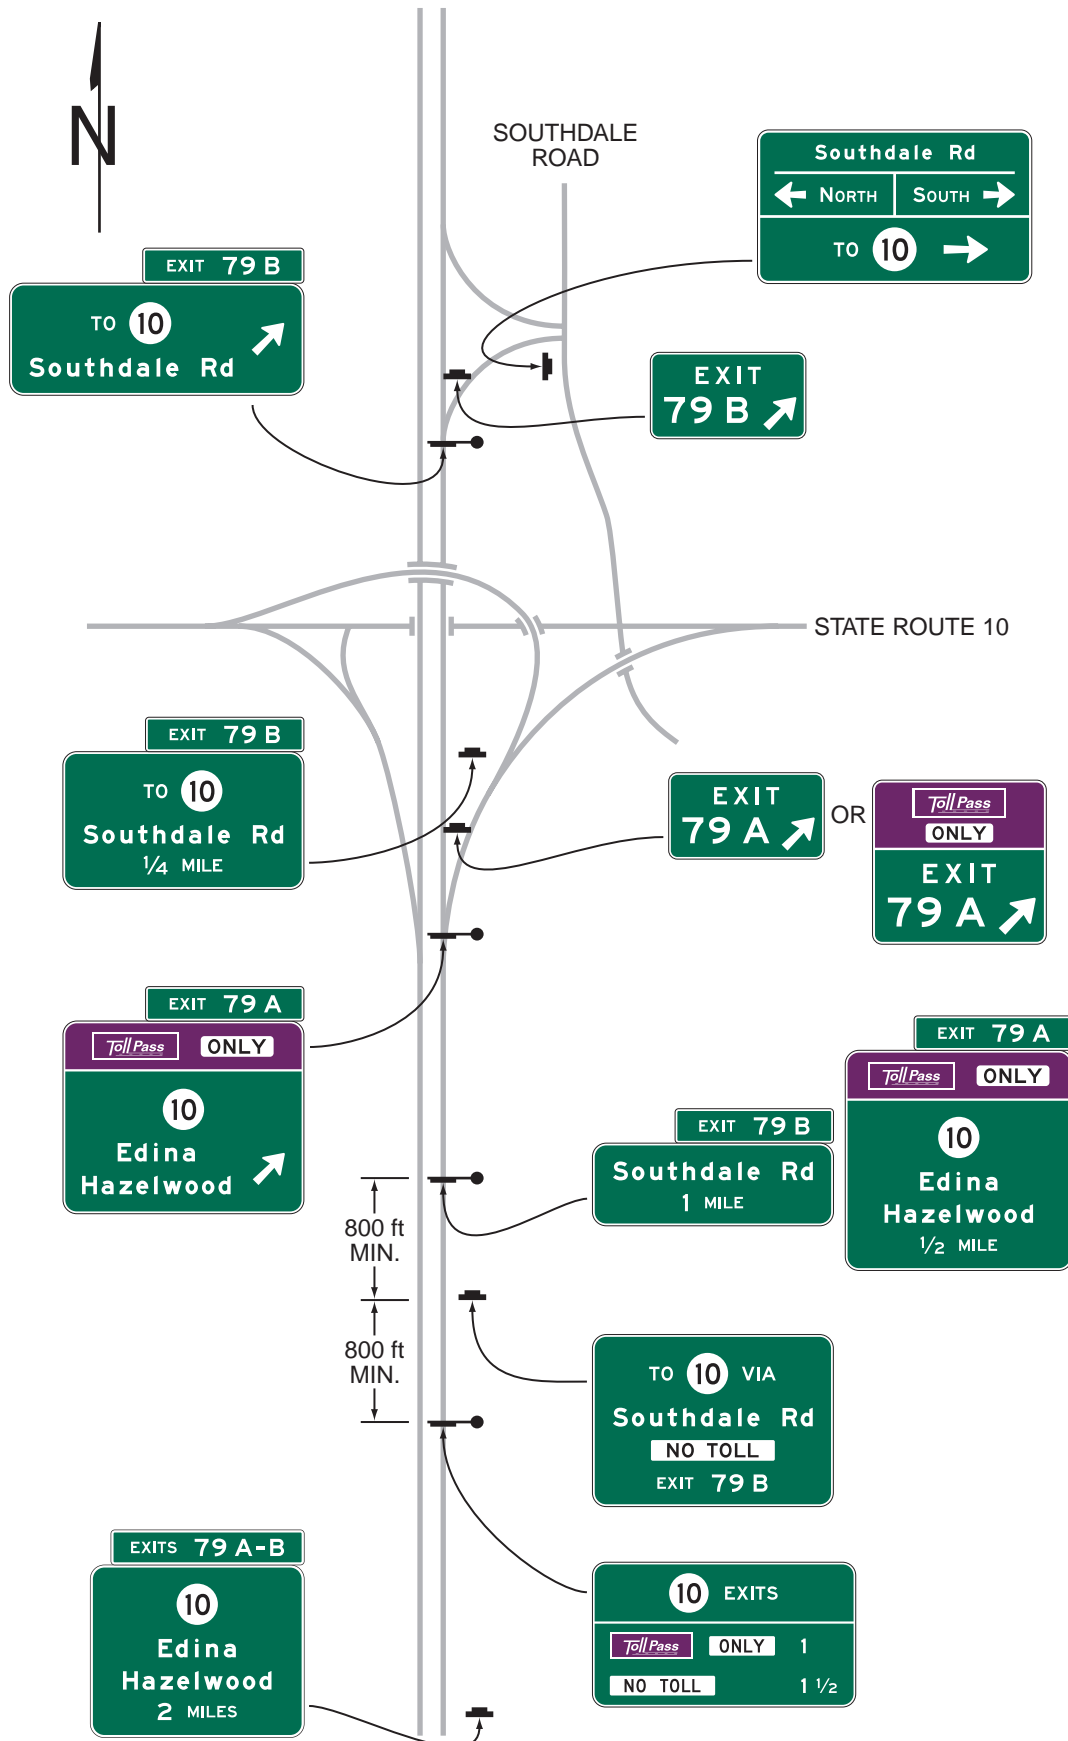 N
SOUTHDALE
ROAD
Southdale Rd
NORTH SOUTH
TO 10
EXIT 79 B
TO 10
Southdale Rd
EXIT
79 B
STATE ROUTE 10
EXIT 79 B
TO 10
Southdale Rd
1/4 MILE
EXIT
79 A
OR
Toll Pass
ONLY
EXIT
79 A
EXIT 79 A
Toll Pass ONLY
10
Edina
Hazelwood
EXIT 79 A
Toll Pass ONLY
10
Edina
Hazelwood
1/2 MILE
EXIT 79 B
Southdale Rd
1 MILE
800 ft
MIN.
800 ft
MIN.
TO 10 VIA
Southdale Rd
NO TOLL
EXIT 79 B
EXITS 79 A-B
10
Edina
Hazelwood
2 MILES
10 EXITS
Toll Pass ONLY 1
NO TOLL 1 1/2